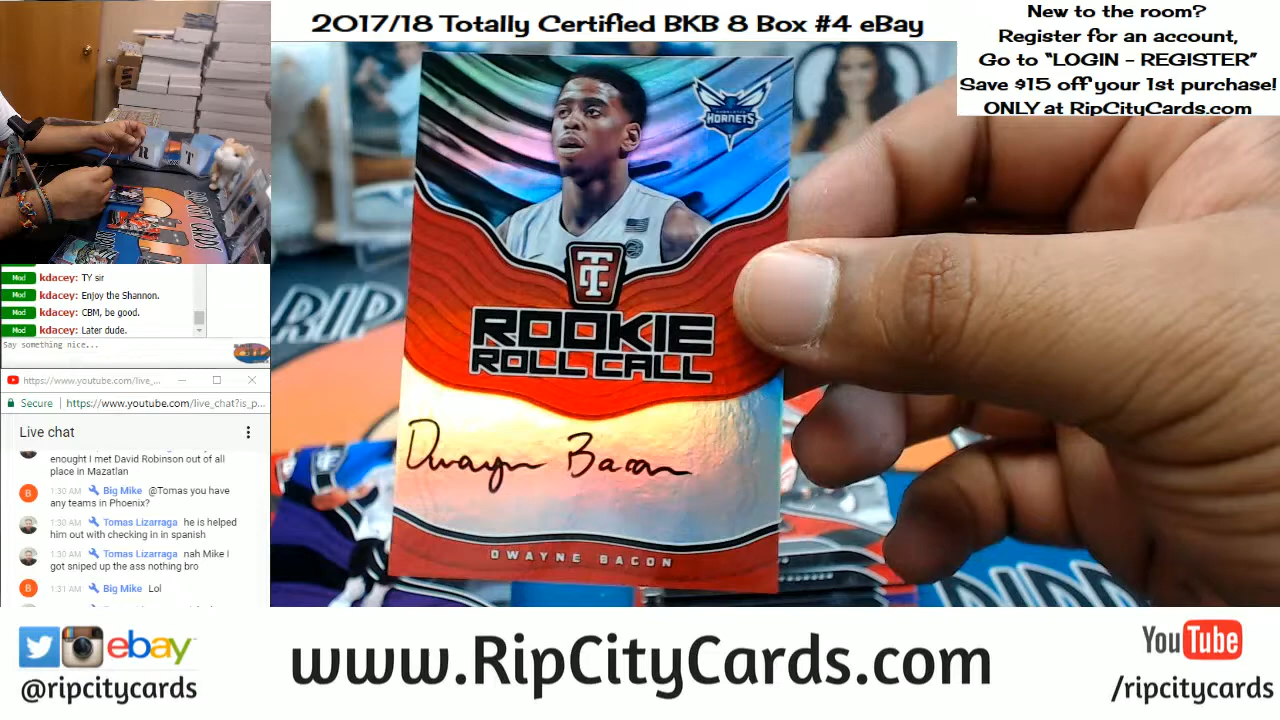 2017/18 Totally Certified BKB 8 Box #4 eBay
New to the room?
Register for an account,
Go to "LOGIN - REGISTER"
Save $15 off your 1st purchase!
ONLY at RipCityCards.com
HORNETS
TC
ROOKIE
ROLL CALL
Dwayne Bacon
DWAYNE BACON
RIP
Mod kdacey: TY sir
Mod kdacey: Enjoy the Shannon.
Mod kdacey: CBM, be good.
Mod kdacey: Later dude.
Say something nice...
https://www.youtube.com/live_...
Secure https://www.youtube.com/live_chat?is_p...
Live chat
enought I met David Robinson out of all
place in Mazatlan
B 1:30 AM Big Mike @Tomas you have
any teams in Phoenix?
1:30 AM Tomas Lizarraga he is helped
him out with checking in in spanish
1:30 AM Tomas Lizarraga nah Mike I
got sniped up the ass nothing bro
B 1:31 AM Big Mike Lol
ebay
@ripcitycards
www.RipCityCards.com
YouTube
/ripcitycards